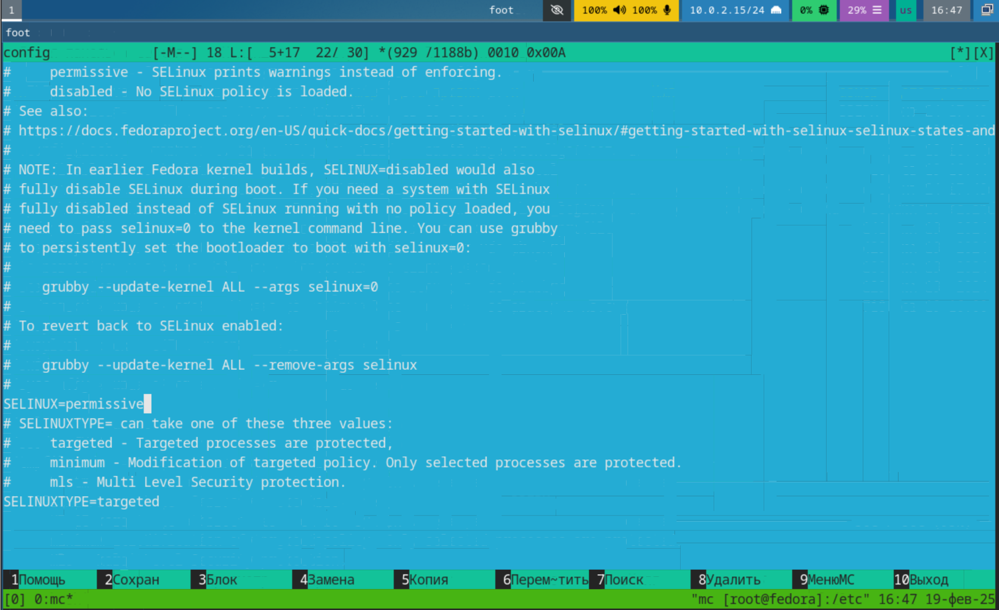 1 foot 100% 100% 10.0.2.15/24 0% 29% us 16:47
foot
config [-M--] 18 L:[  5+17  22/ 30] *(929 /1188b) 0010 0x00A [*][X]
#     permissive - SELinux prints warnings instead of enforcing.
#     disabled - No SELinux policy is loaded.
# See also:
# https://docs.fedoraproject.org/en-US/quick-docs/getting-started-with-selinux/#getting-started-with-selinux-selinux-states-and
#
# NOTE: In earlier Fedora kernel builds, SELINUX=disabled would also
# fully disable SELinux during boot. If you need a system with SELinux
# fully disabled instead of SELinux running with no policy loaded, you
# need to pass selinux=0 to the kernel command line. You can use grubby
# to persistently set the bootloader to boot with selinux=0:
#
#    grubby --update-kernel ALL --args selinux=0
#
# To revert back to SELinux enabled:
#
#    grubby --update-kernel ALL --remove-args selinux
#
SELINUX=permissive
# SELINUXTYPE= can take one of these three values:
#     targeted - Targeted processes are protected,
#     minimum - Modification of targeted policy. Only selected processes are protected.
#     mls - Multi Level Security protection.
SELINUXTYPE=targeted
1Помощь 2Сохран 3Блок 4Замена 5Копия 6Перем~тить 7Поиск 8Удалить 9МенюМС 10Выход
[0] 0:mc* "mc [root@fedora]:/etc" 16:47 19-фев-25